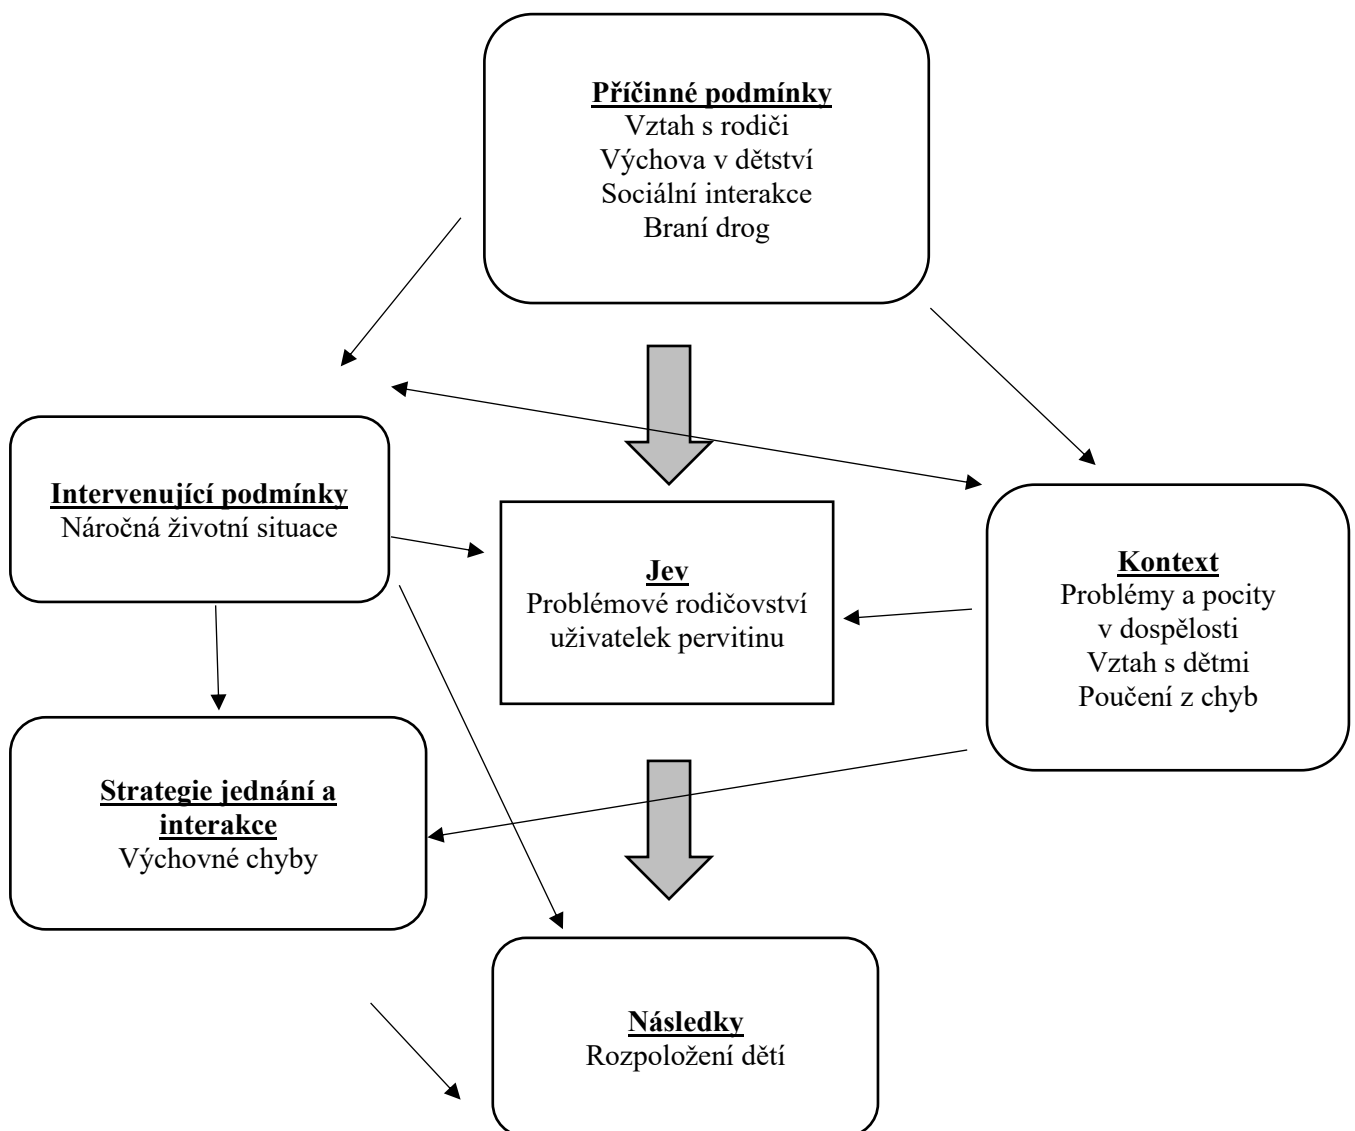 Příčinné podmínky
Vztah s rodiči
Výchova v dětství
Sociální interakce
Braní drog
Intervenující podmínky
Náročná životní situace
Jev
Problémové rodičovství
uživatelek pervitinu
Kontext
Problémy a pocity
v dospělosti
Vztah s dětmi
Poučení z chyb
Strategie jednání a
interakce
Výchovné chyby
Následky
Rozpoložení dětí